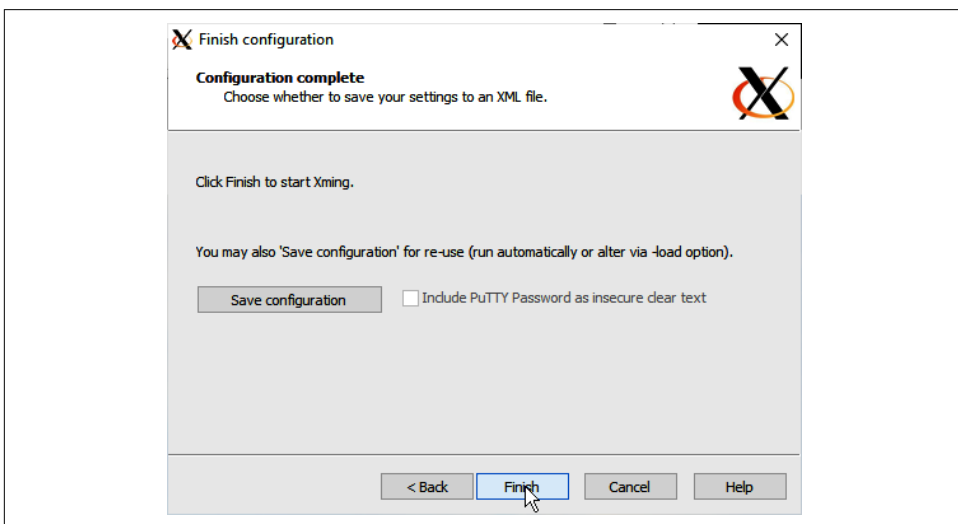 Finish configuration
Configuration complete
Choose whether to save your settings to an XML file.
Click Finish to start Xming.
You may also 'Save configuration' for re-use (run automatically or alter via -load option).
Save configuration
Include PuTTY Password as insecure clear text
< Back
Finish
Cancel
Help